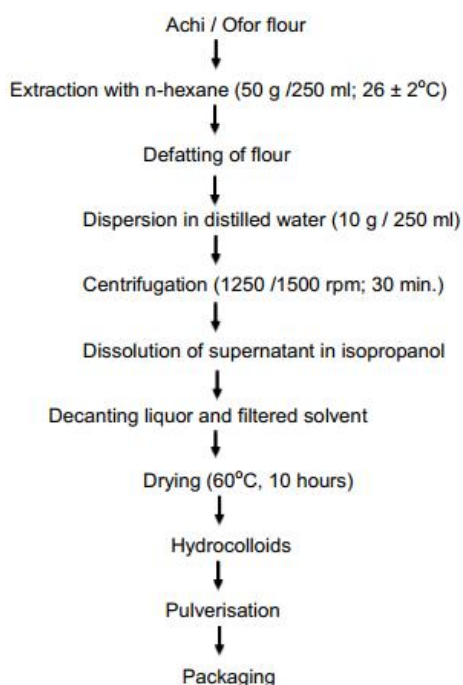 Achi / Ofor flour
Extraction with n-hexane (50 g /250 ml; 26 ± 2°C)
Defatting of flour
Dispersion in distilled water (10 g / 250 ml)
Centrifugation (1250 /1500 rpm; 30 min.)
Dissolution of supernatant in isopropanol
Decanting liquor and filtered solvent
Drying (60°C, 10 hours)
Hydrocolloids
Pulverisation
Packaging